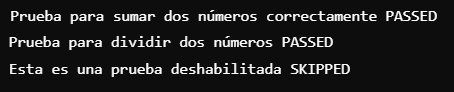 Prueba para sumar dos números correctamente PASSED
Prueba para dividir dos números PASSED
Esta es una prueba deshabilitada SKIPPED